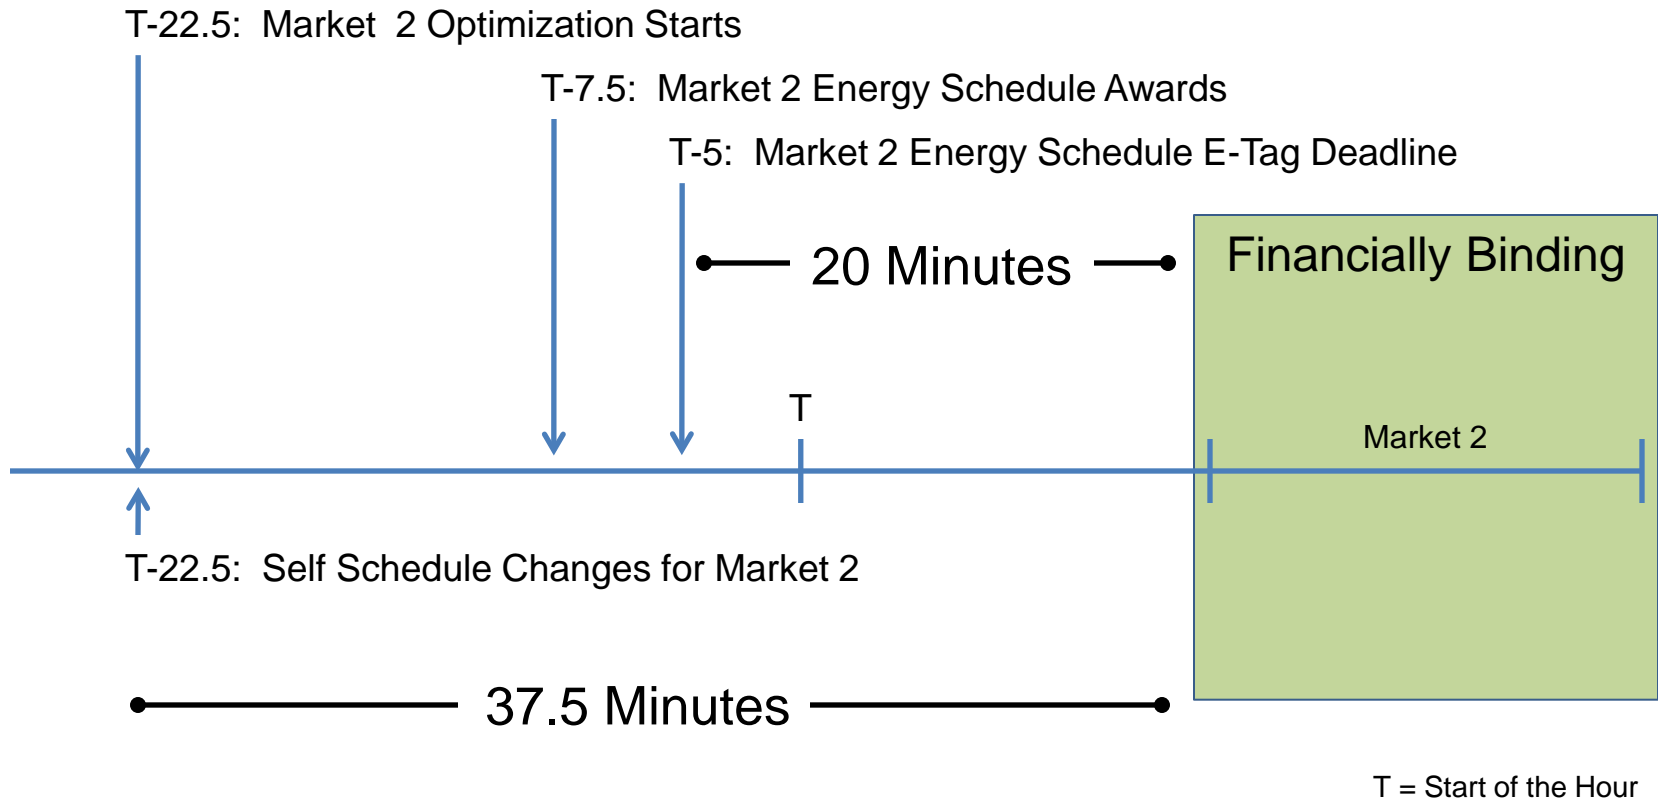 T-22.5: Market 2 Optimization Starts
T-7.5: Market 2 Energy Schedule Awards
T-5: Market 2 Energy Schedule E-Tag Deadline
20 Minutes
Financially Binding
T
Market 2
T-22.5: Self Schedule Changes for Market 2
37.5 Minutes
T = Start of the Hour